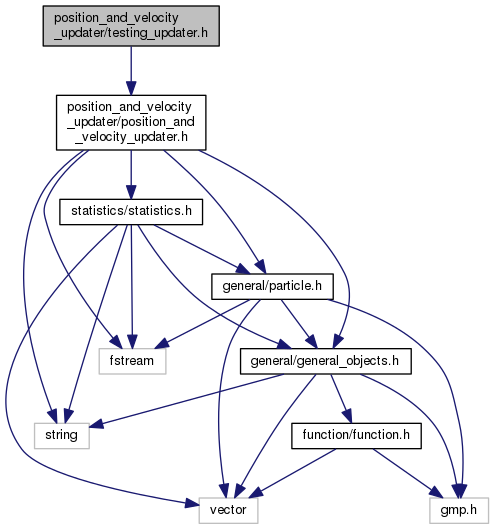 position_and_velocity
_updater/testing_updater.h
position_and_velocity
_updater/position_and
_velocity_updater.h
statistics/statistics.h
general/particle.h
fstream
general/general_objects.h
string
function/function.h
vector
gmp.h